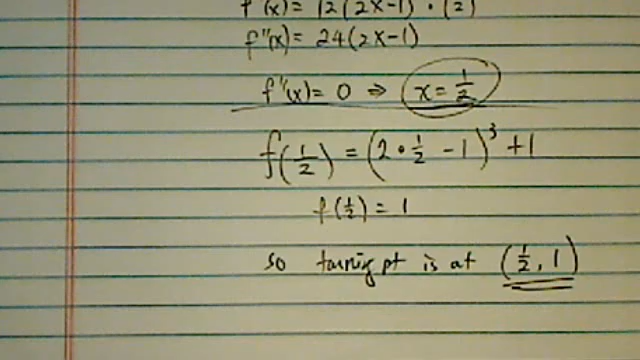 f"(x) = 12(2x-1) · (2)
f"(x) = 24(2x-1)
f"(x) = 0 ⇒ x = 1/2
f(1/2) = (2 • 1/2 - 1)³ + 1
f(1/2) = 1
so turning pt is at (1/2, 1)